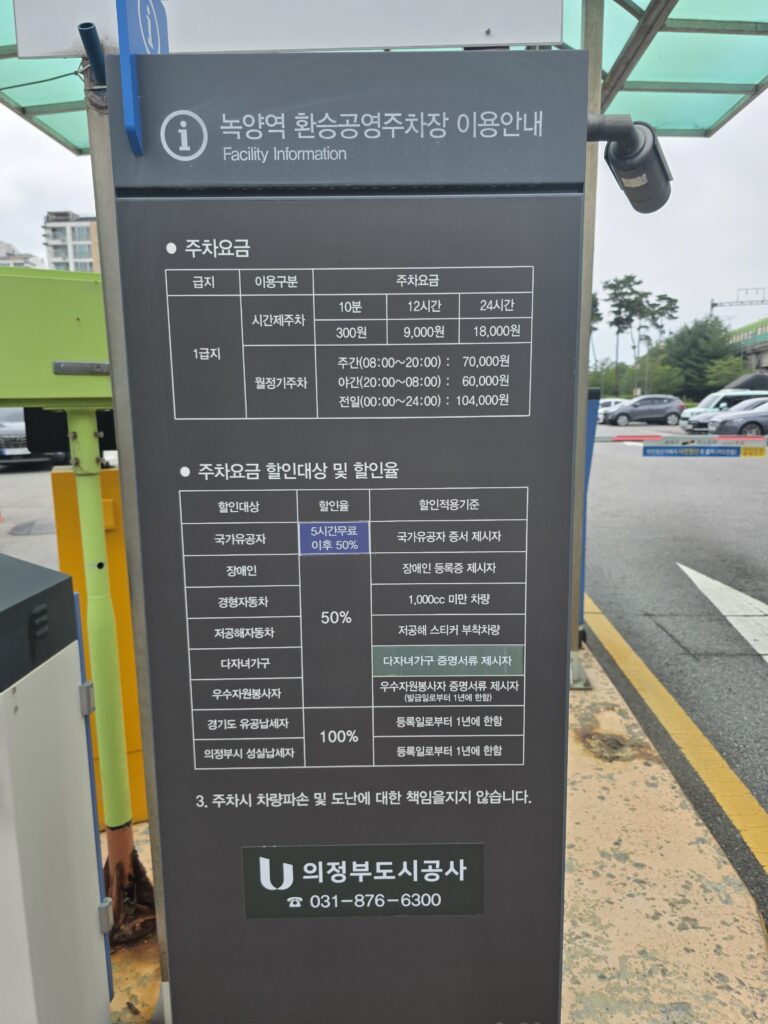 녹양역 환승공영주차장 이용안내
Facility Information
● 주차요금
급지 이용구분 주차요금
시간제주차 10분 12시간 24시간
300원 9,000원 18,000원
1급지
월정기주차 주간(08:00~20:00) : 70,000원
야간(20:00~08:00) : 60,000원
전일(00:00~24:00) : 104,000원
● 주차요금 할인대상 및 할인율
할인대상 할인율 할인적용기준
국가유공자 5시간무료 이후 50% 국가유공자 증서 제시자
장애인 장애인 등록증 제시자
경형자동차 1,000cc 미만 차량
50%
저공해자동차 저공해 스티커 부착차량
다자녀가구 다자녀가구 증명서류 제시자
우수자원봉사자 우수자원봉사자 증명서류 제시자
(발급일로부터 1년에 한함)
경기도 유공납세자 등록일로부터 1년에 한함
100%
의정부시 성실납세자 등록일로부터 1년에 한함
3. 주차시 차량파손 및 도난에 대한 책임을지지 않습니다.
의정부도시공사
☎ 031-876-6300